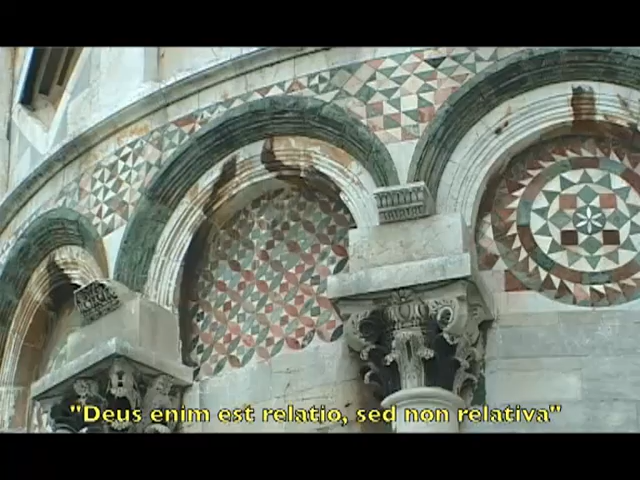 "Deus enim est relatio, sed non relativa"